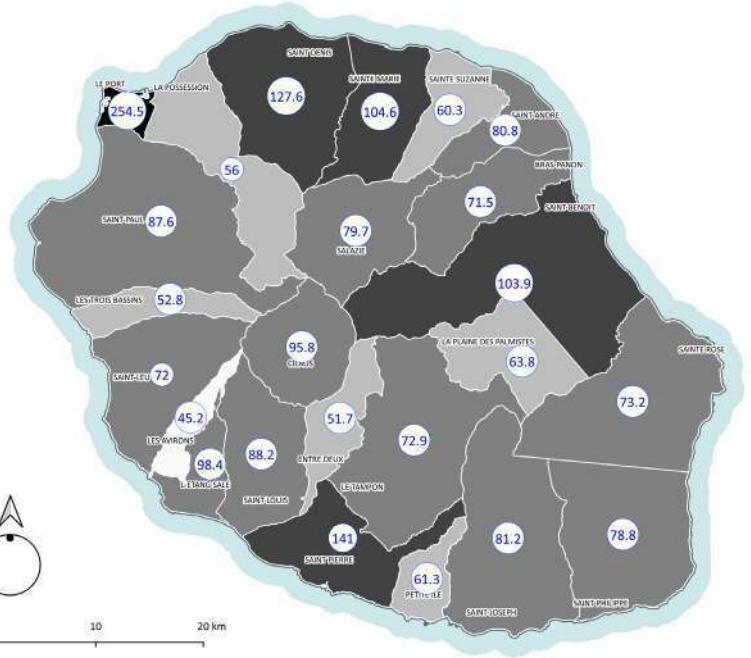 SAINT DENIS
LE PORT
LA POSSESSION
SAINTE MARIE
SAINTE SUZANNE
127.6
104.6
60.3
254.5
SAINT-ANDRE
80.8
56
BRAS-PANON
71.5
SAINT-BENOIT
SAINT-PAUL
87.6
79.7
SALAZIE
103.9
LES TROIS BASSINS
52.8
95.8
CILAOS
LA PLAINE DES PALMISTES
63.8
SAINTE-ROSE
SAINT-LEU
72
73.2
45.2
51.7
LES AVIRONS
72.9
88.2
98.4
ENTRE DEUX
L'ETANG SALE
SAINT-LOUIS
LE TAMPON
141
81.2
78.8
SAINT PIERRE
61.3
PETITE ILE
SAINT-JOSEPH
SAINT-PHILIPPE
10
20 km